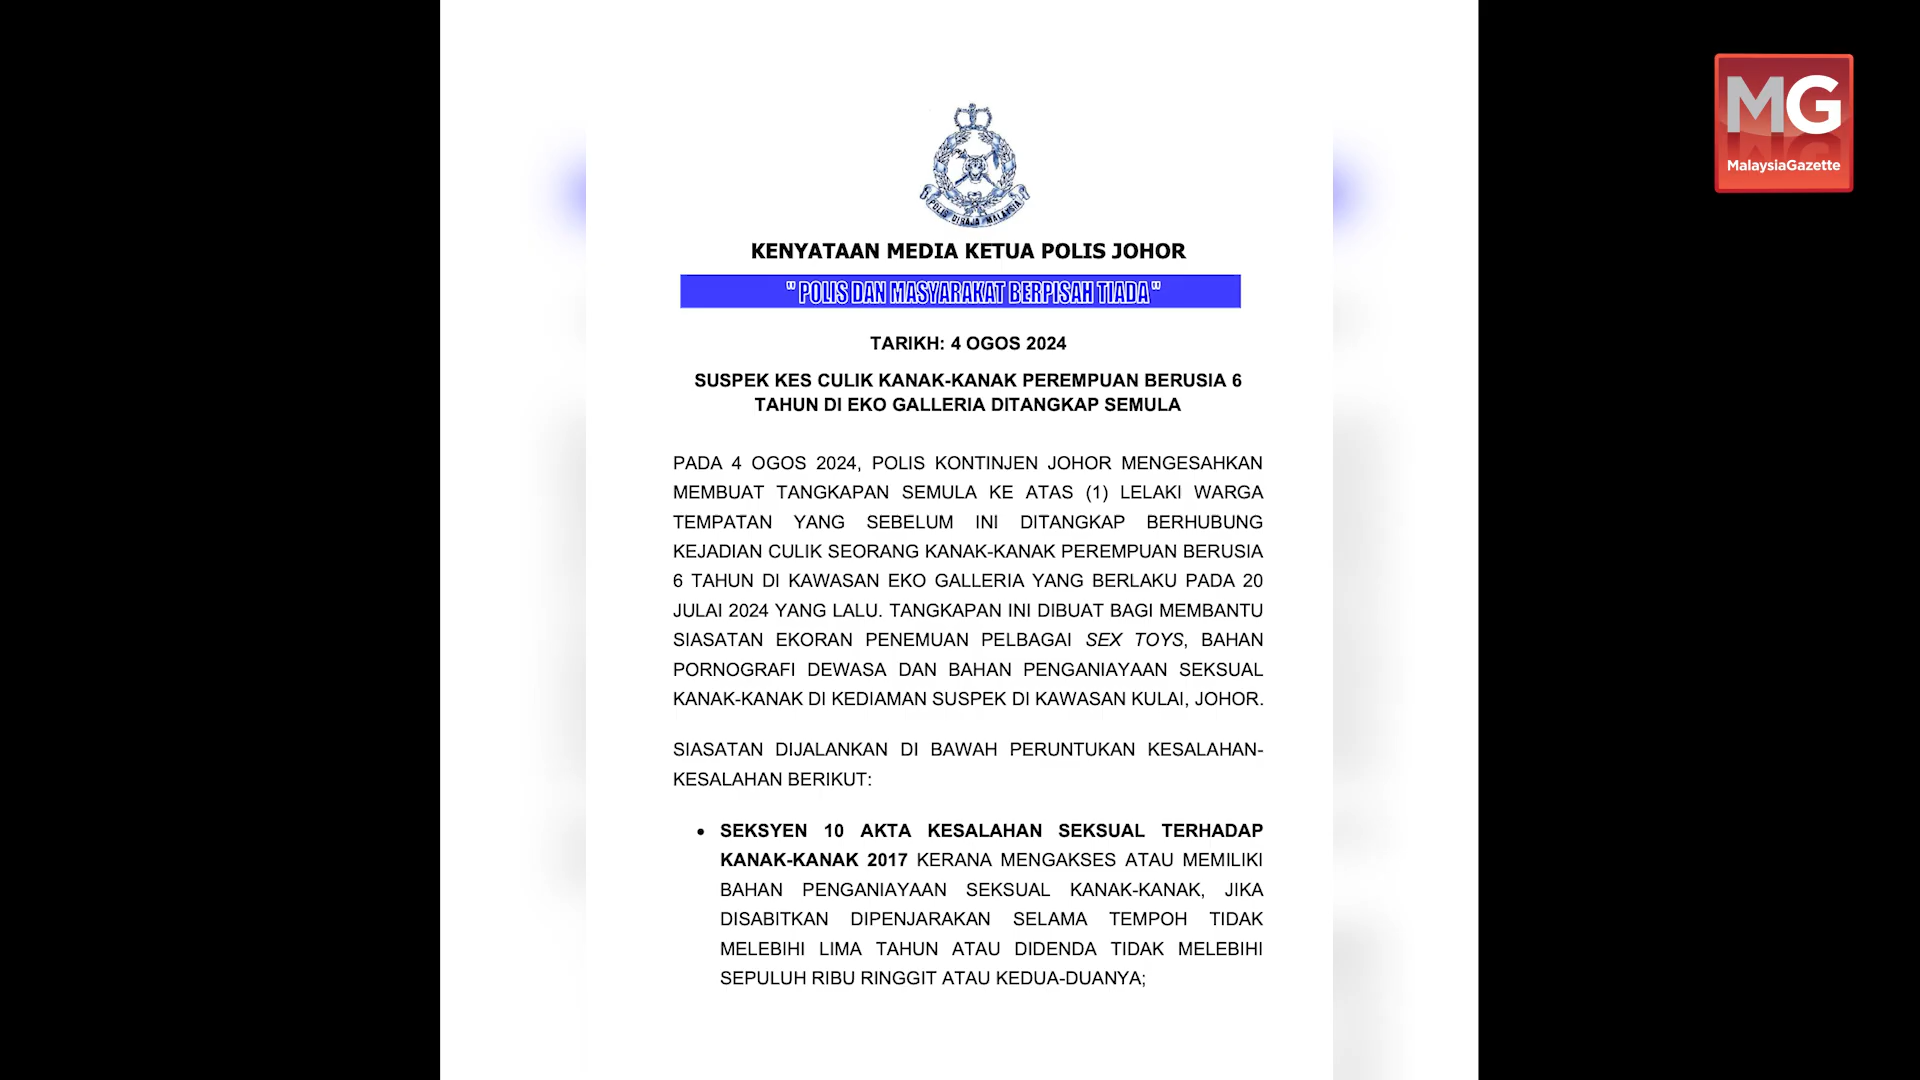 MG
MalaysiaGazette
POLIS DIRAJA MALAYSIA
KENYATAAN MEDIA KETUA POLIS JOHOR
" POLIS DAN MASYARAKAT BERPISAH TIADA "
TARIKH: 4 OGOS 2024
SUSPEK KES CULIK KANAK-KANAK PEREMPUAN BERUSIA 6
TAHUN DI EKO GALLERIA DITANGKAP SEMULA
PADA 4 OGOS 2024, POLIS KONTINJEN JOHOR MENGESAHKAN
MEMBUAT TANGKAPAN SEMULA KE ATAS (1) LELAKI WARGA
TEMPATAN YANG SEBELUM INI DITANGKAP BERHUBUNG
KEJADIAN CULIK SEORANG KANAK-KANAK PEREMPUAN BERUSIA
6 TAHUN DI KAWASAN EKO GALLERIA YANG BERLAKU PADA 20
JULAI 2024 YANG LALU. TANGKAPAN INI DIBUAT BAGI MEMBANTU
SIASATAN EKORAN PENEMUAN PELBAGAI SEX TOYS, BAHAN
PORNOGRAFI DEWASA DAN BAHAN PENGANIAYAAN SEKSUAL
KANAK-KANAK DI KEDIAMAN SUSPEK DI KAWASAN KULAI, JOHOR.
SIASATAN DIJALANKAN DI BAWAH PERUNTUKAN KESALAHAN-
KESALAHAN BERIKUT:
• SEKSYEN 10 AKTA KESALAHAN SEKSUAL TERHADAP
KANAK-KANAK 2017 KERANA MENGAKSES ATAU MEMILIKI
BAHAN PENGANIAYAAN SEKSUAL KANAK-KANAK, JIKA
DISABITKAN DIPENJARAKAN SELAMA TEMPOH TIDAK
MELEBIHI LIMA TAHUN ATAU DIDENDA TIDAK MELEBIHI
SEPULUH RIBU RINGGIT ATAU KEDUA-DUANYA;